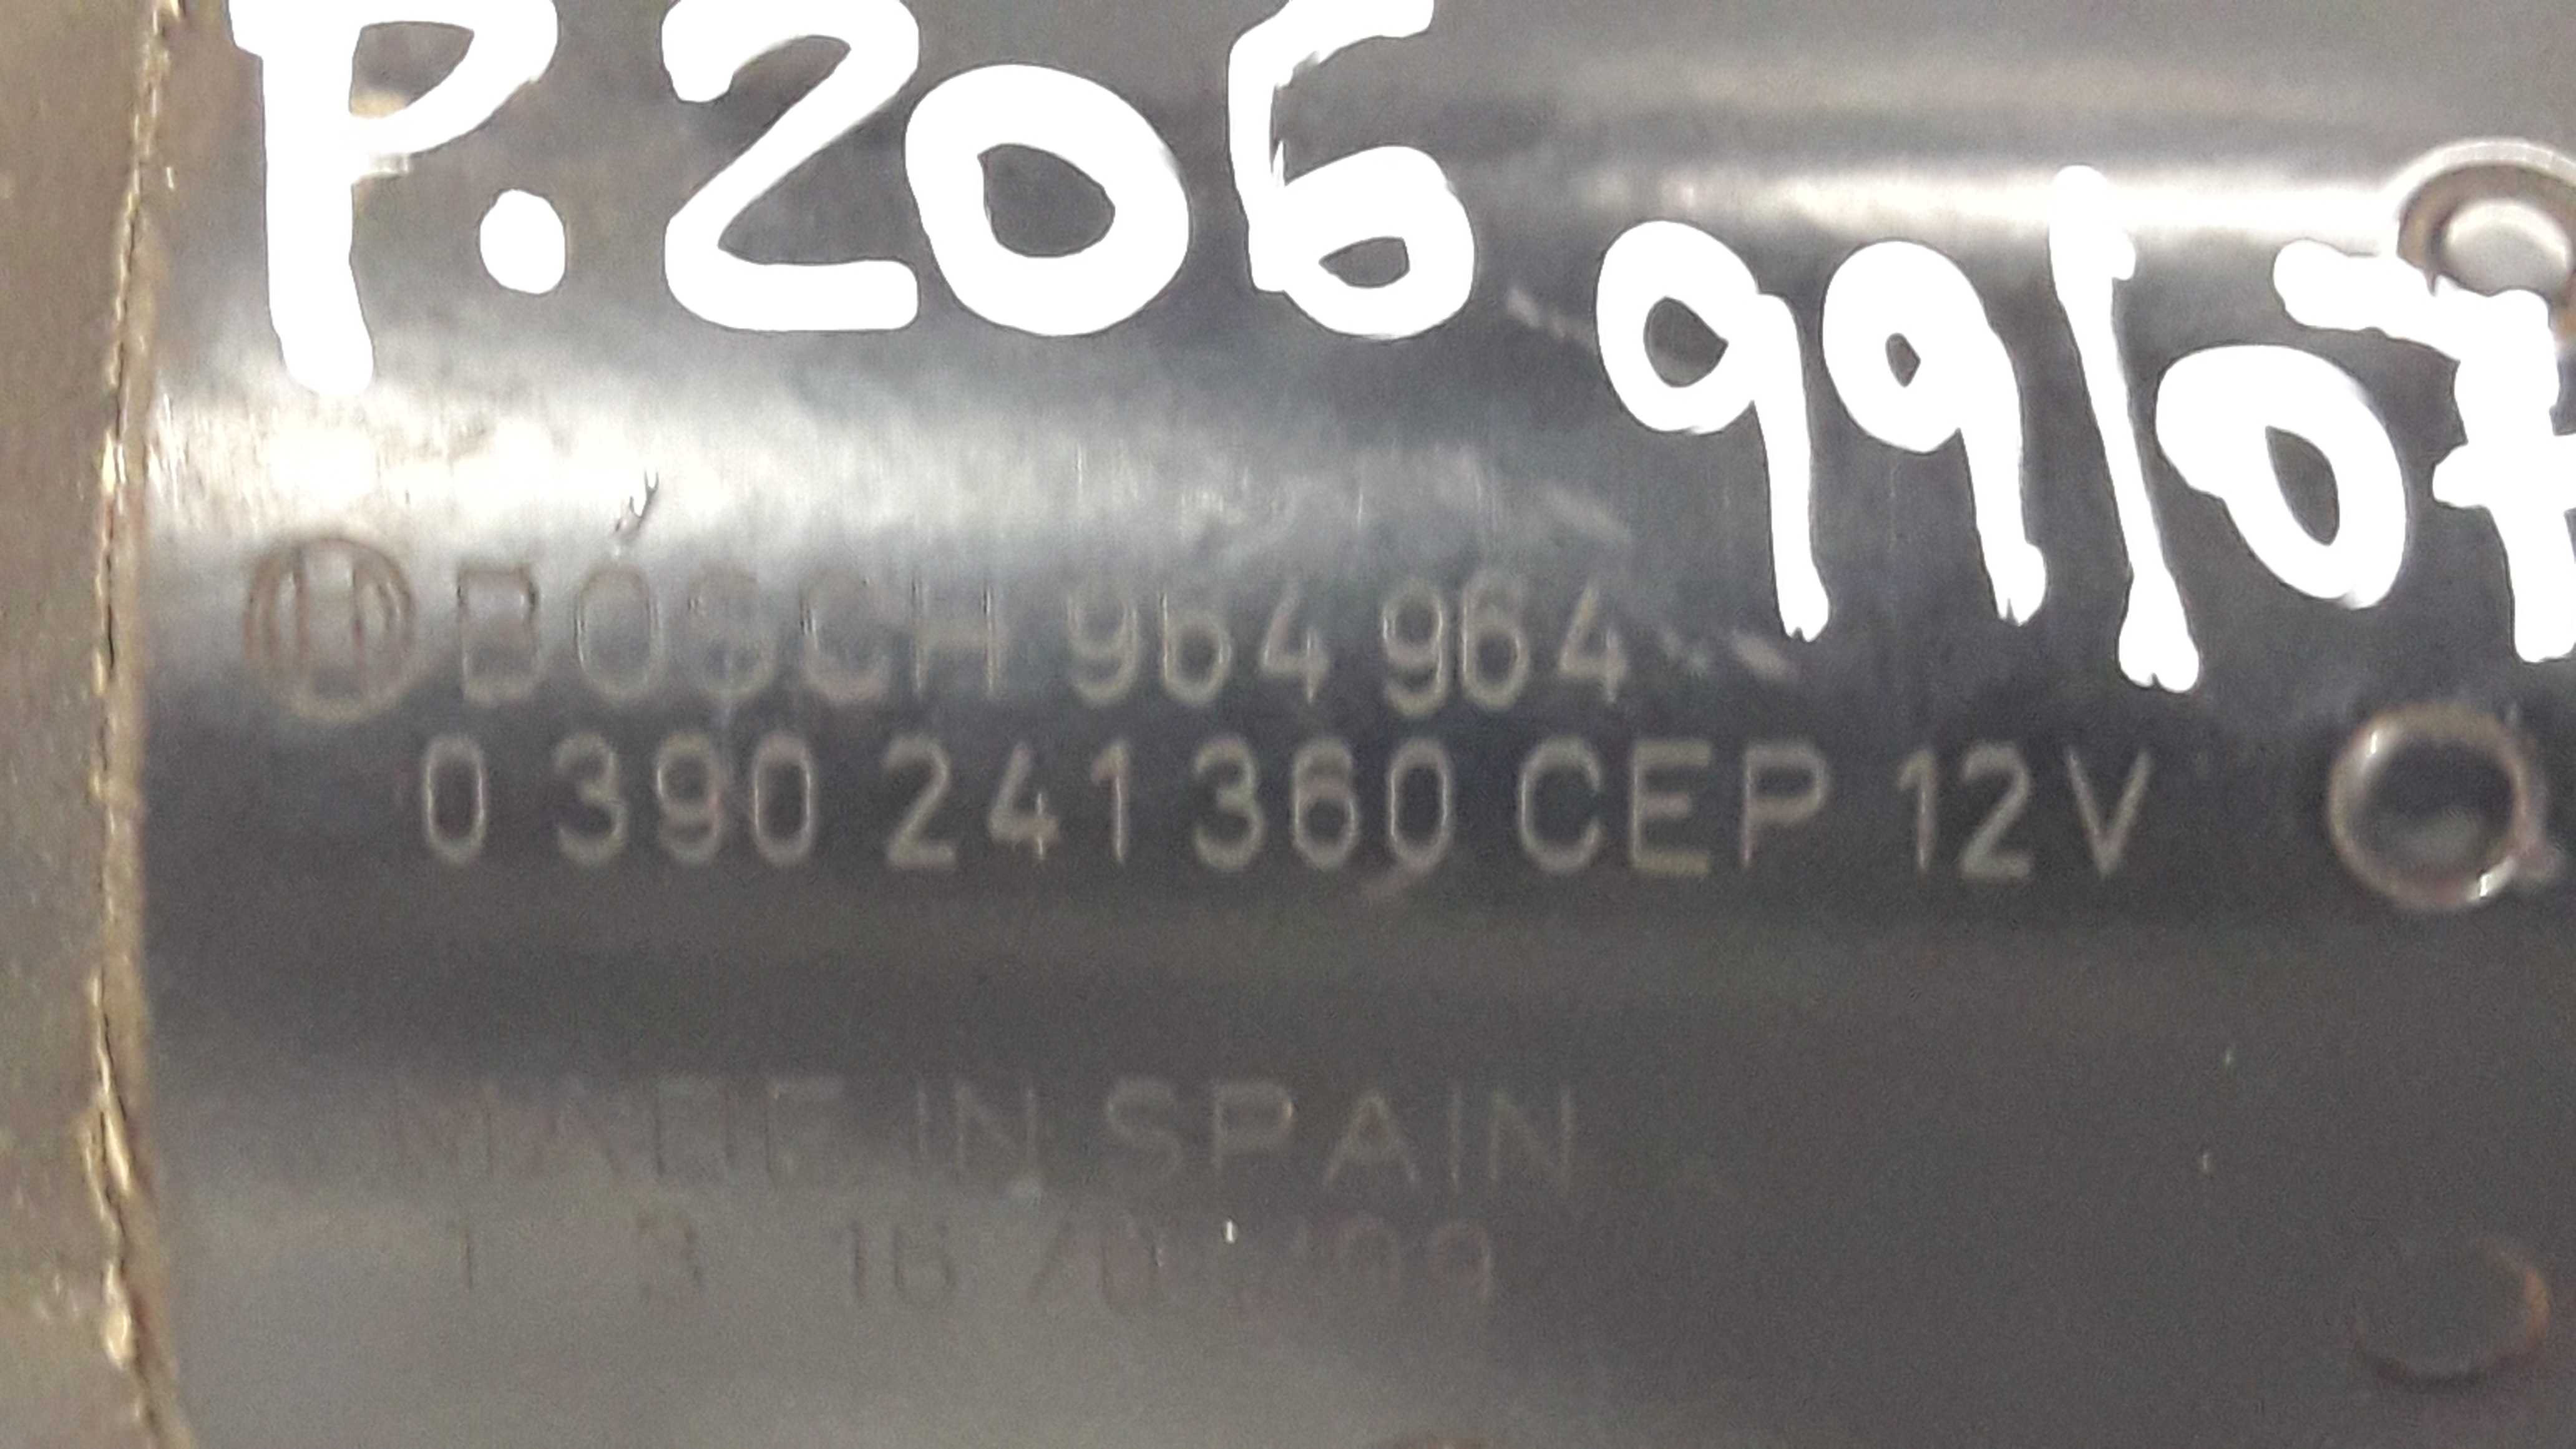 P.206 99/07
BOSCH 964 964
0 390 241 360 CEP 12V
MADE IN SPAIN